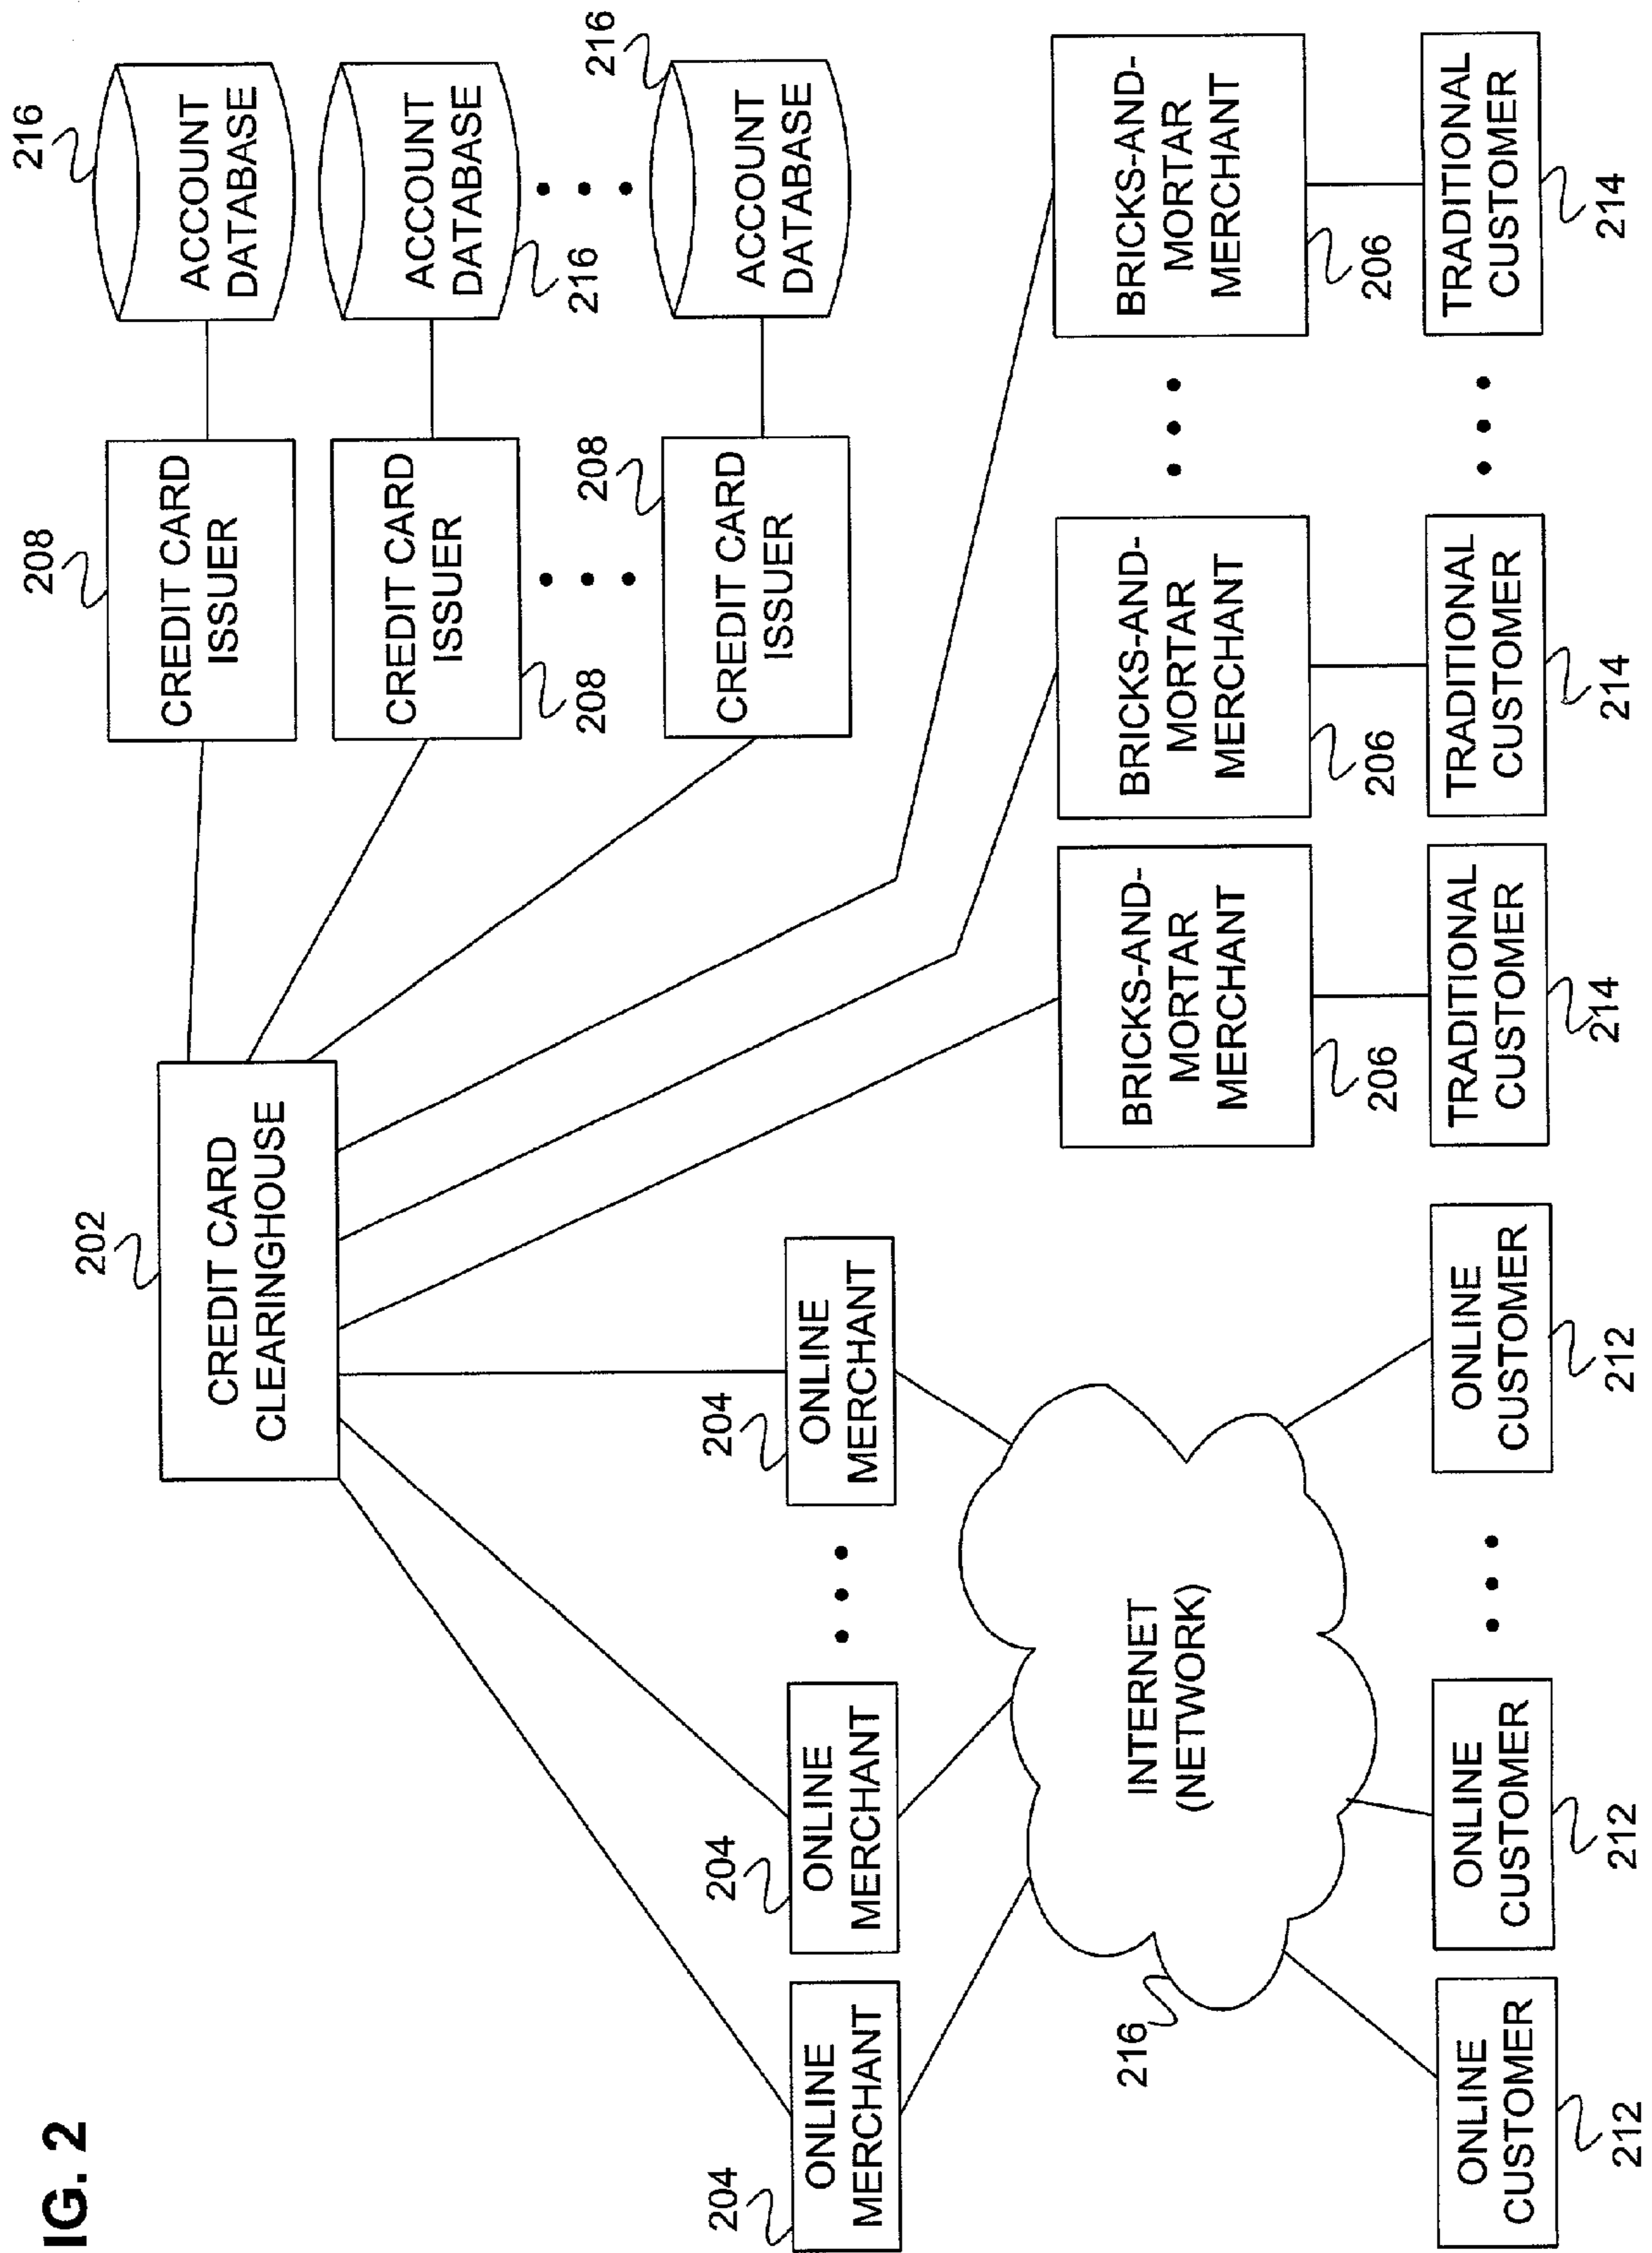 IG. 2
202
CREDIT CARD
CLEARINGHOUSE
208
CREDIT CARD
ISSUER
216
ACCOUNT
DATABASE
CREDIT CARD
ISSUER
208
ACCOUNT
DATABASE
216
208
CREDIT CARD
ISSUER
216
ACCOUNT
DATABASE
204
ONLINE
MERCHANT
204
ONLINE
MERCHANT
204
ONLINE
MERCHANT
BRICKS-AND-
MORTAR
MERCHANT
206
BRICKS-AND-
MORTAR
MERCHANT
206
BRICKS-AND-
MORTAR
MERCHANT
206
216
INTERNET
(NETWORK)
ONLINE
CUSTOMER
212
ONLINE
CUSTOMER
212
ONLINE
CUSTOMER
212
TRADITIONAL
CUSTOMER
214
TRADITIONAL
CUSTOMER
214
TRADITIONAL
CUSTOMER
214